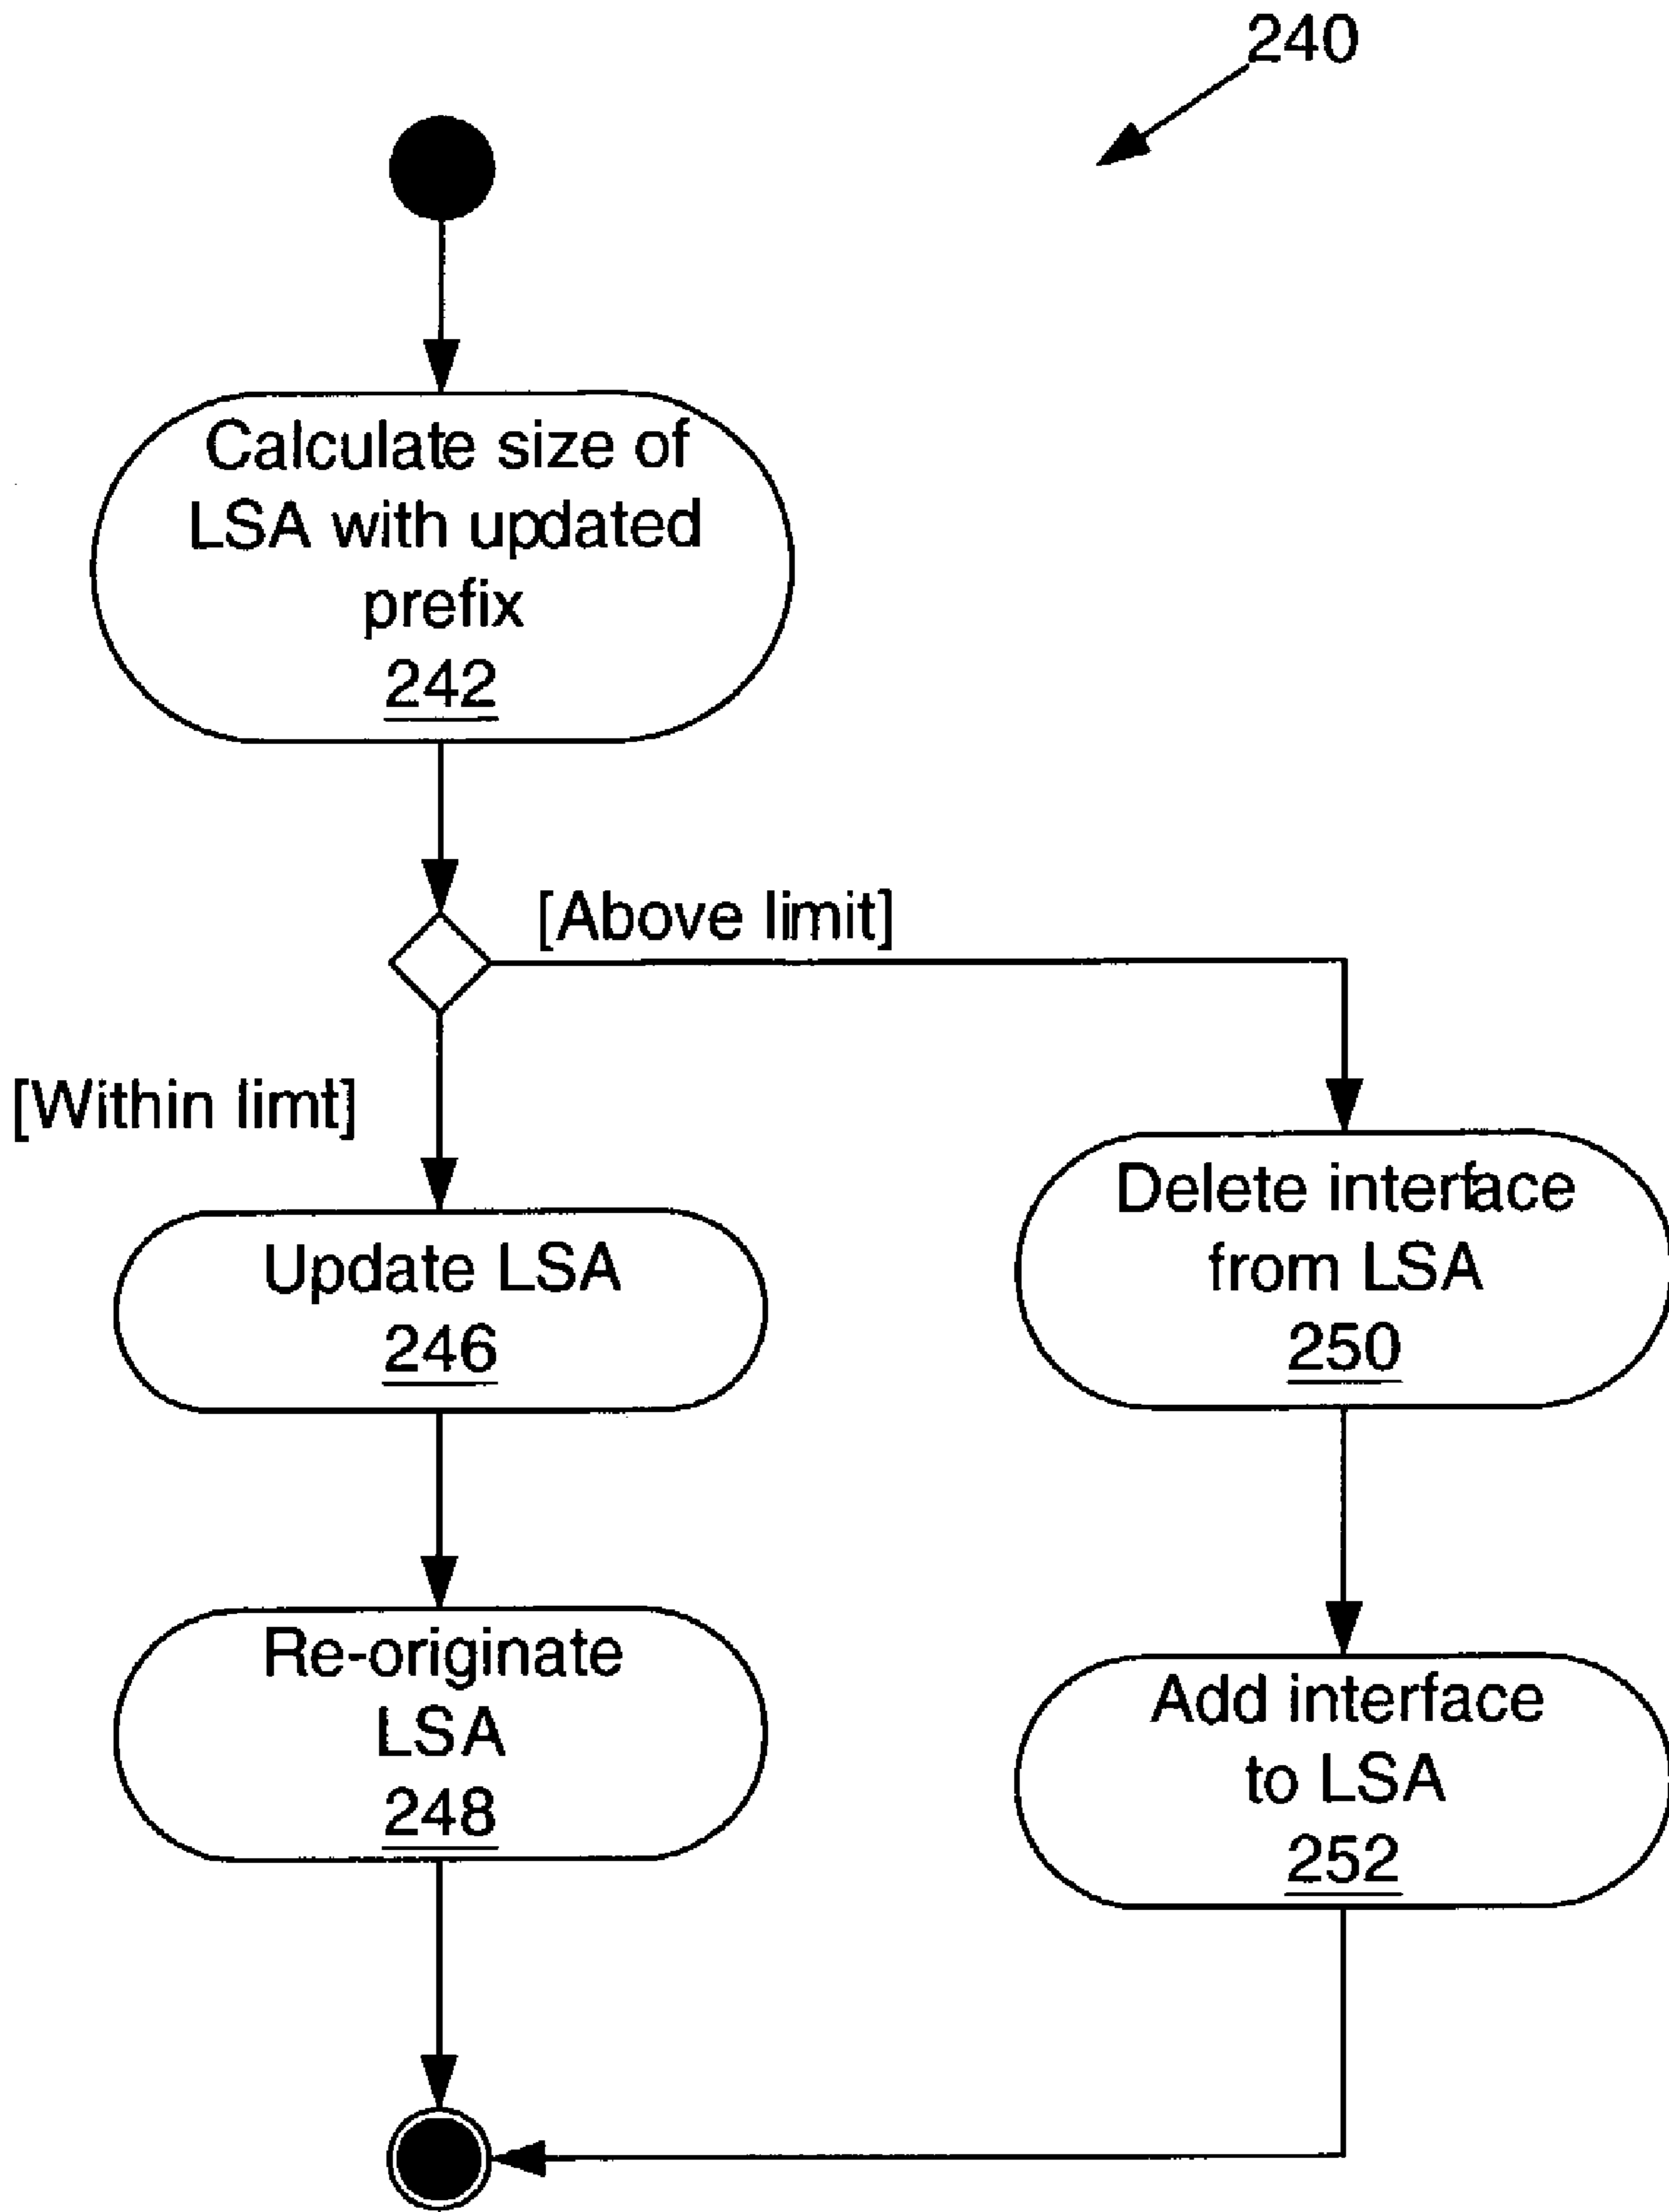 240
Calculate size of
LSA with updated
prefix
242
[Above limit]
[Within limt]
Update LSA
246
Delete interface
from LSA
250
Re-originate
LSA
248
Add interface
to LSA
252